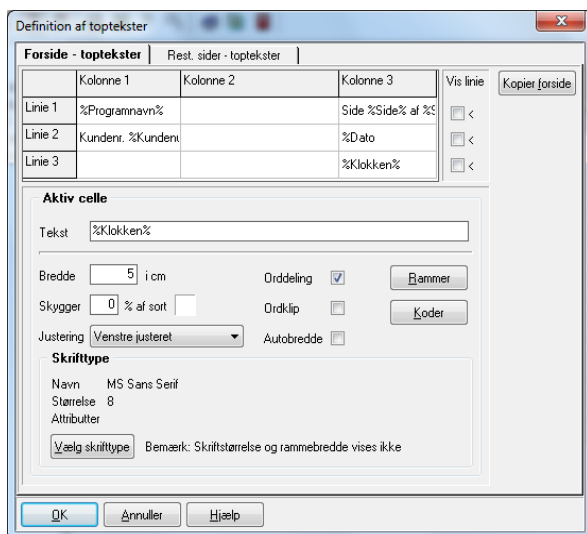 Definition af toptekster
Forside - toptekster Rest. sider - toptekster
Kolonne 1 Kolonne 2 Kolonne 3 Vis linie Kopier forside
Linie 1 %Programnavn% Side %Side% af %S <
Linie 2 Kundenr. %Kunden %Dato <
Linie 3 %Klokken% <
Aktiv celle
Tekst %Klokken%
Bredde 5 i cm Orddeling Rammer
Skygger 0 % af sort Ordklip Koder
Justering Venstre justeret Autobredde
Skrifttype
Navn MS Sans Serif
Størrelse 8
Attributter
Vælg skrifttype Bemærk: Skriftstørrelse og rammebredde vises ikke
OK Annuller Hjælp